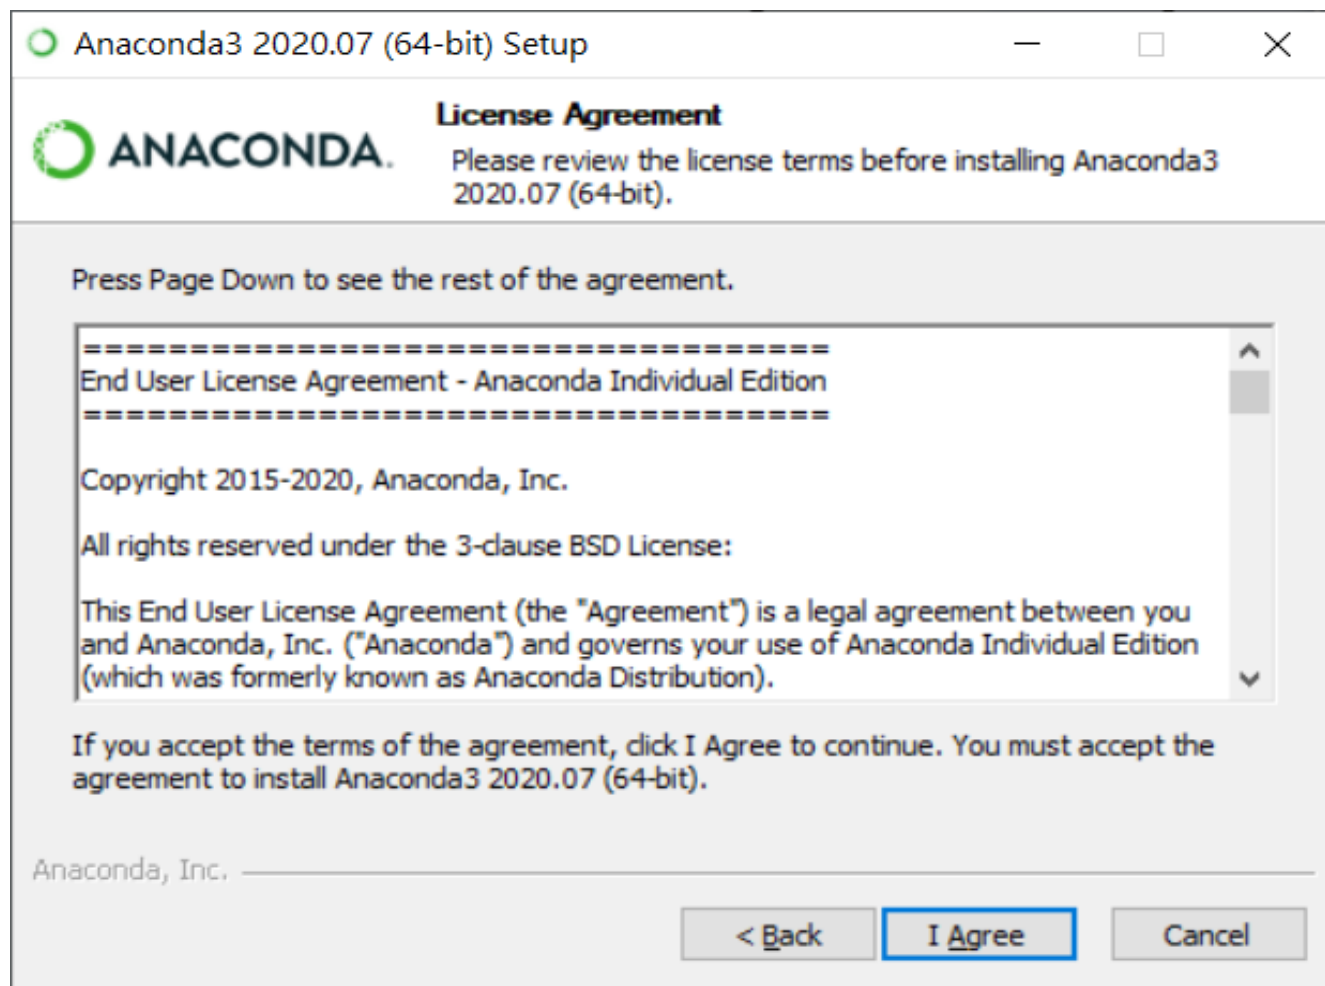 Anaconda3 2020.07 (64-bit) Setup
ANACONDA.
License Agreement
Please review the license terms before installing Anaconda3
2020.07 (64-bit).
Press Page Down to see the rest of the agreement.
===================================
End User License Agreement - Anaconda Individual Edition
===================================
Copyright 2015-2020, Anaconda, Inc.
All rights reserved under the 3-clause BSD License:
This End User License Agreement (the "Agreement") is a legal agreement between you
and Anaconda, Inc. ("Anaconda") and governs your use of Anaconda Individual Edition
(which was formerly known as Anaconda Distribution).
If you accept the terms of the agreement, click I Agree to continue. You must accept the
agreement to install Anaconda3 2020.07 (64-bit).
Anaconda, Inc.
< Back
I Agree
Cancel